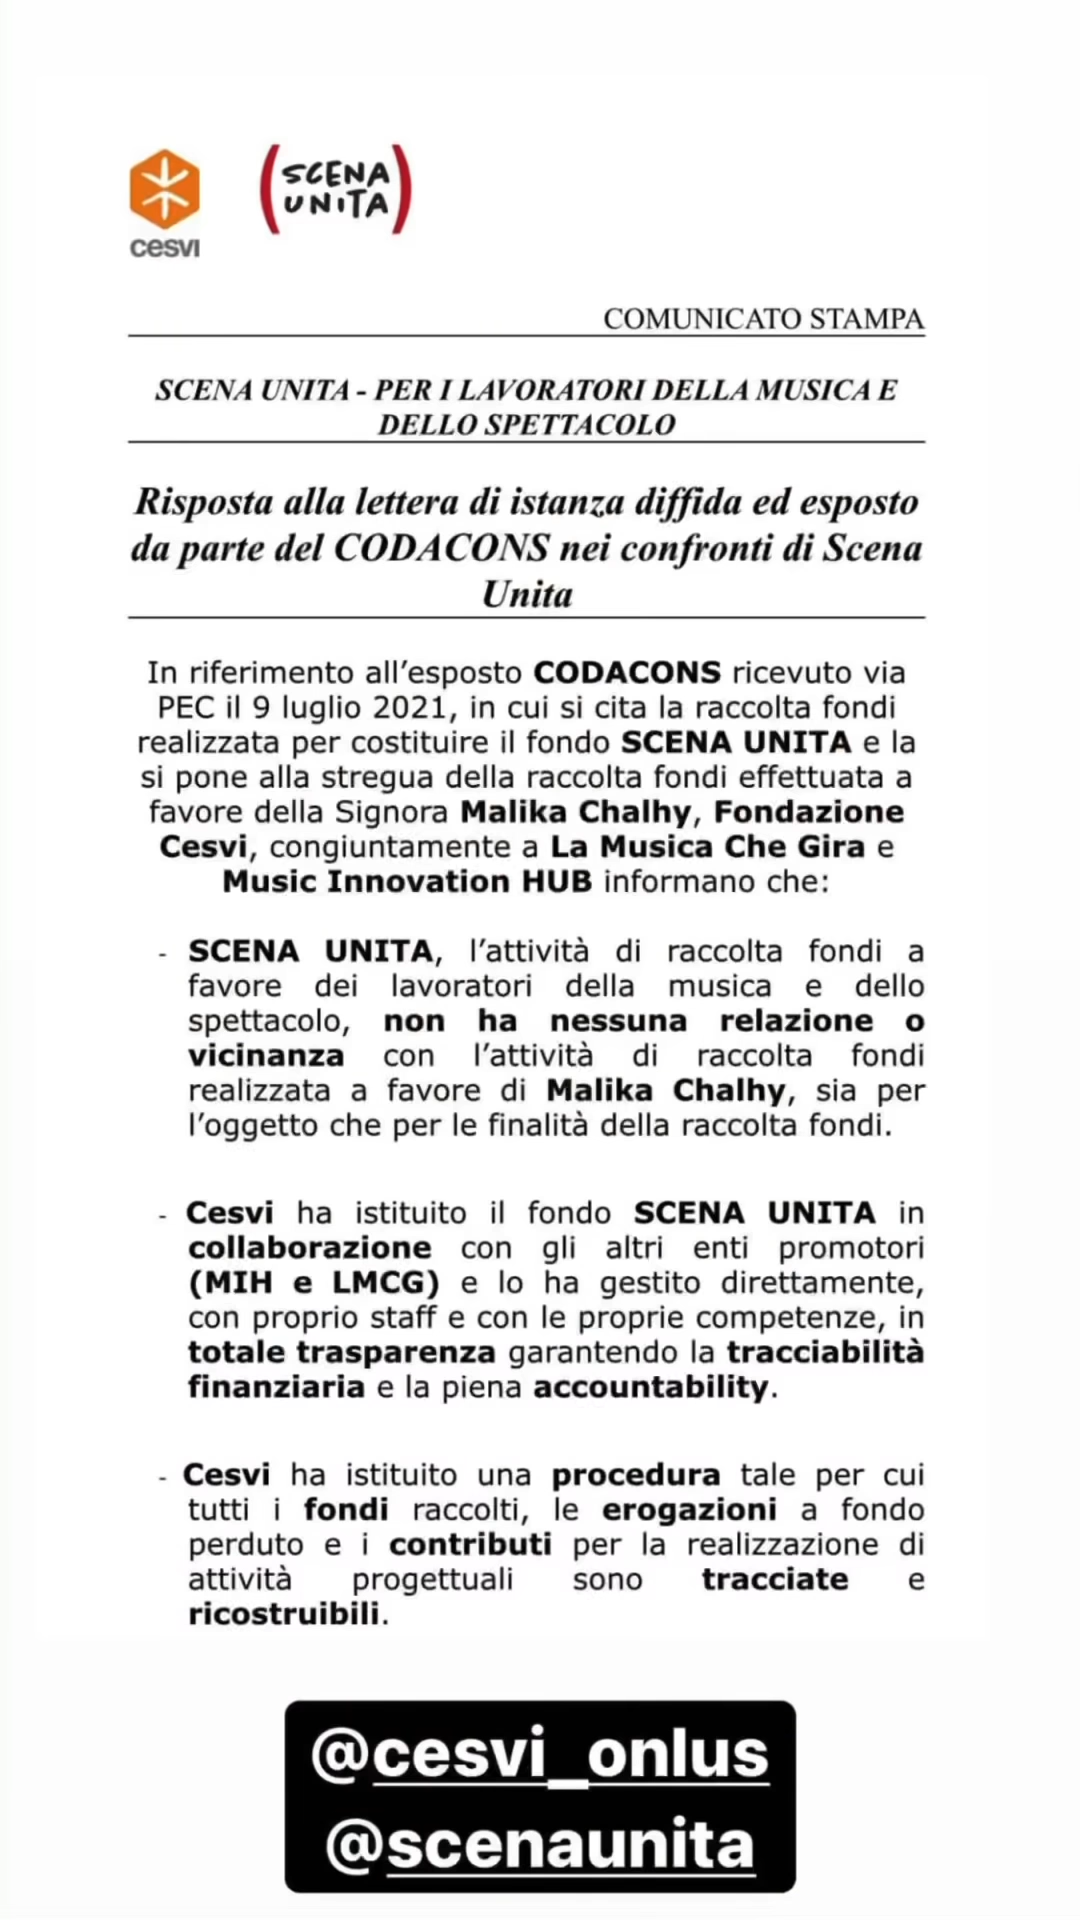 cesvi
SCENA
UNITA
COMUNICATO STAMPA
SCENA UNITA - PER I LAVORATORI DELLA MUSICA E
DELLO SPETTACOLO
Risposta alla lettera di istanza diffida ed esposto
da parte del CODACONS nei confronti di Scena
Unita
In riferimento all’esposto CODACONS ricevuto via
PEC il 9 luglio 2021, in cui si cita la raccolta fondi
realizzata per costituire il fondo SCENA UNITA e la
si pone alla stregua della raccolta fondi effettuata a
favore della Signora Malika Chalhy, Fondazione
Cesvi, congiuntamente a La Musica Che Gira e
Music Innovation HUB informano che:
- SCENA UNITA, l’attività di raccolta fondi a
favore dei lavoratori della musica e dello
spettacolo, non ha nessuna relazione o
vicinanza con l’attività di raccolta fondi
realizzata a favore di Malika Chalhy, sia per
l’oggetto che per le finalità della raccolta fondi.
- Cesvi ha istituito il fondo SCENA UNITA in
collaborazione con gli altri enti promotori
(MIH e LMCG) e lo ha gestito direttamente,
con proprio staff e con le proprie competenze, in
totale trasparenza garantendo la tracciabilità
finanziaria e la piena accountability.
- Cesvi ha istituito una procedura tale per cui
tutti i fondi raccolti, le erogazioni a fondo
perduto e i contributi per la realizzazione di
attività progettuali sono tracciate e
ricostruibili.
@cesvi_onlus
@scenaunita